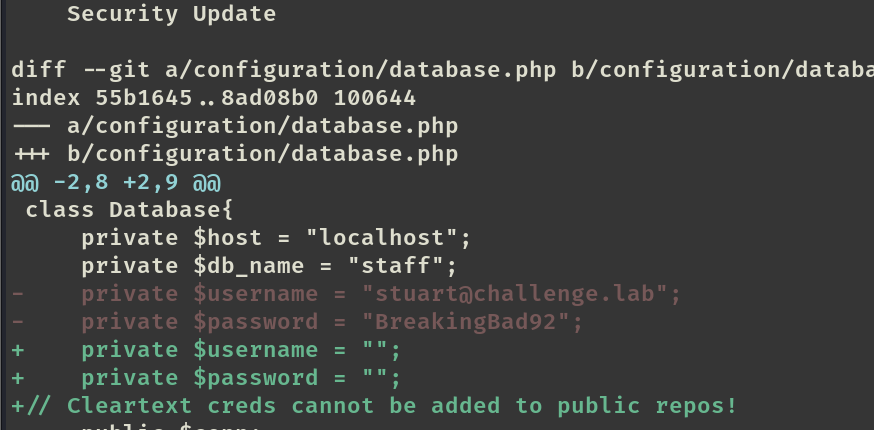 Security Update
diff --git a/configuration/database.php b/configuration/databa
index 55b1645..8ad08b0 100644
--- a/configuration/database.php
+++ b/configuration/database.php
@@ -2,8 +2,9 @@
class Database{
private $host = "localhost";
private $db_name = "staff";
- private $username = "stuart@challenge.lab";
- private $password = "BreakingBad92";
+ private $username = "";
+ private $password = "";
+// Cleartext creds cannot be added to public repos!